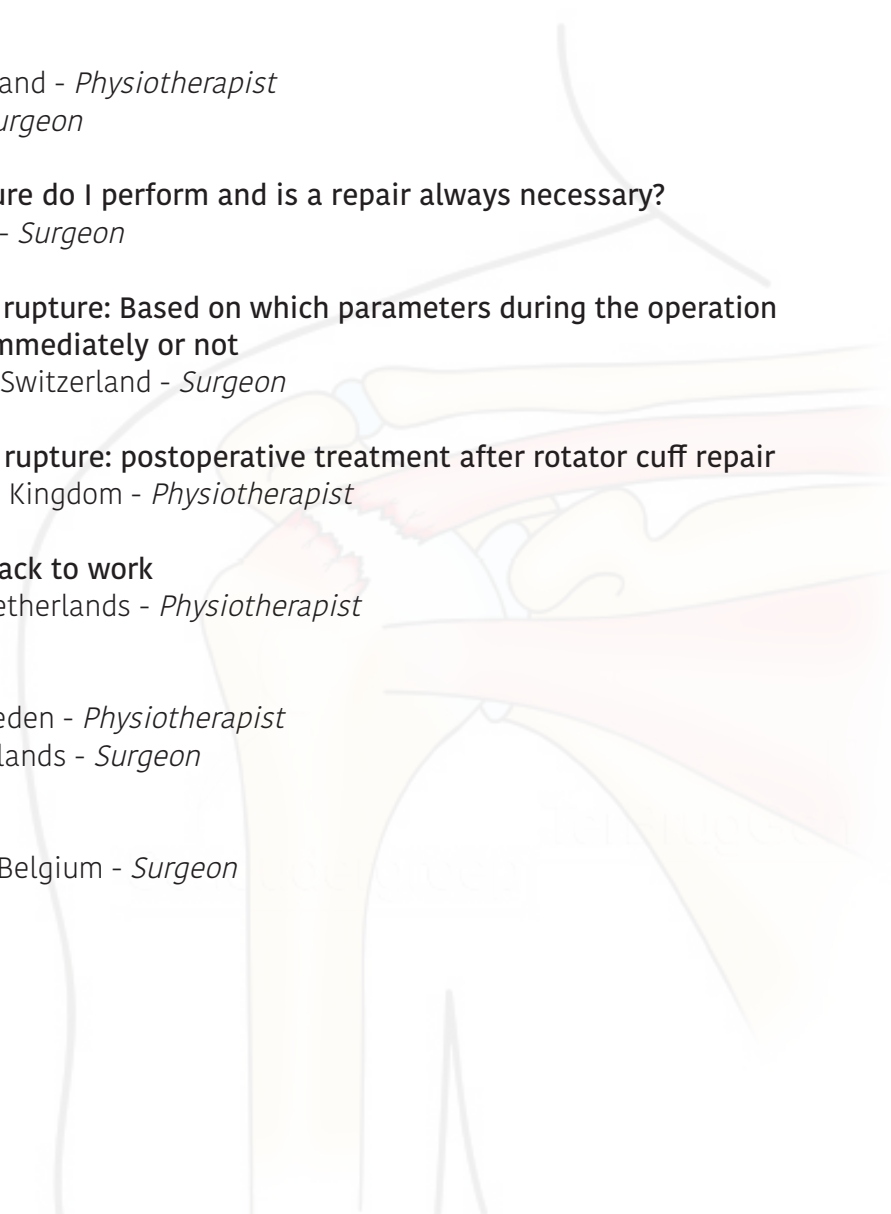 and - Physiotherapist
urgeon
ure do I perform and is a repair always necessary?
- Surgeon
rupture: Based on which parameters during the operation
mmediately or not
Switzerland - Surgeon
rupture: postoperative treatment after rotator cuff repair
Kingdom - Physiotherapist
ack to work
etherlands - Physiotherapist
eden - Physiotherapist
lands - Surgeon
Belgium - Surgeon